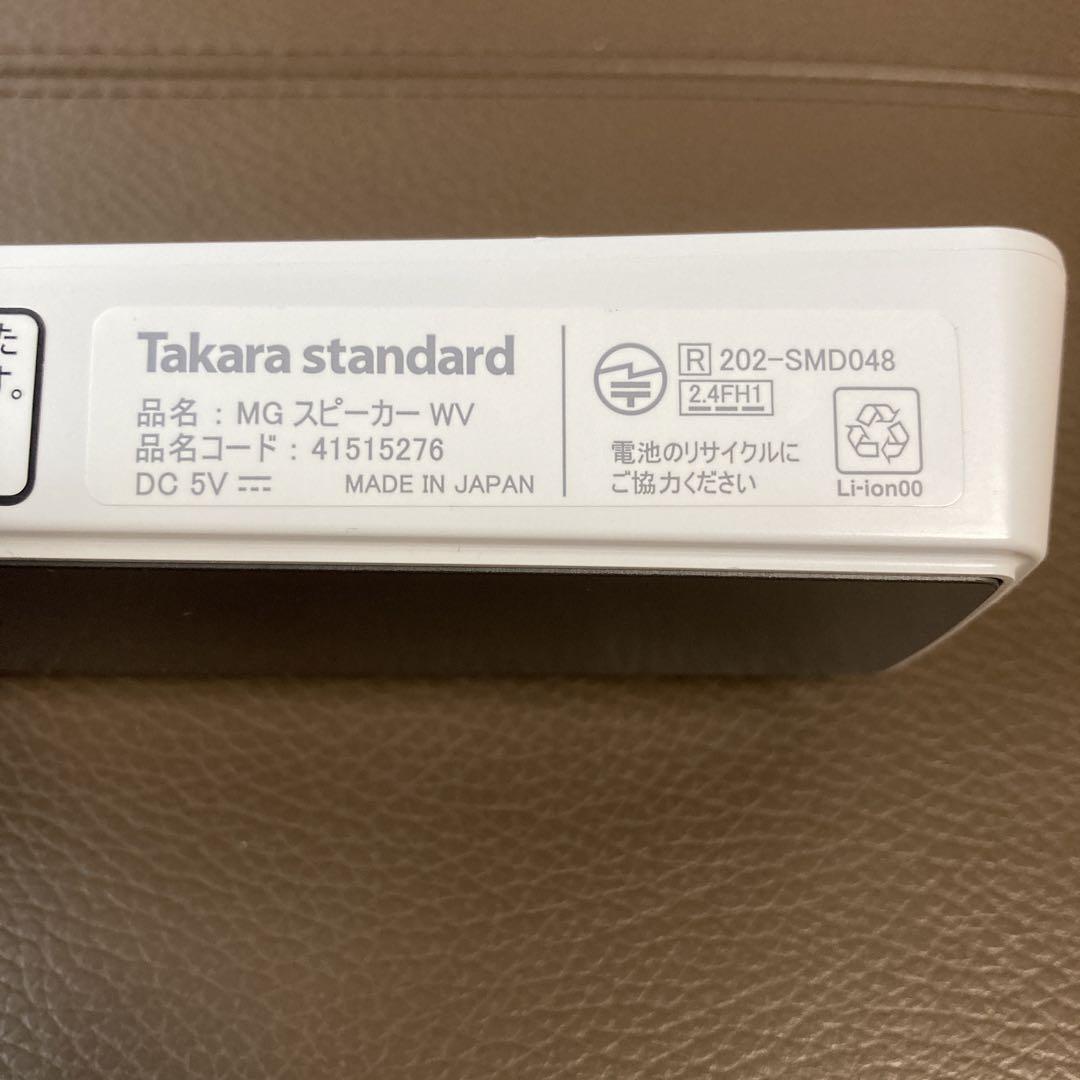 た
す。
Takara standard
品名 : MG スピーカー WV
品名コード : 41515276
DC 5V
MADE IN JAPAN
R 202-SMD048
2.4FH1
電池のリサイクルに
ご協力ください
Li-ion00